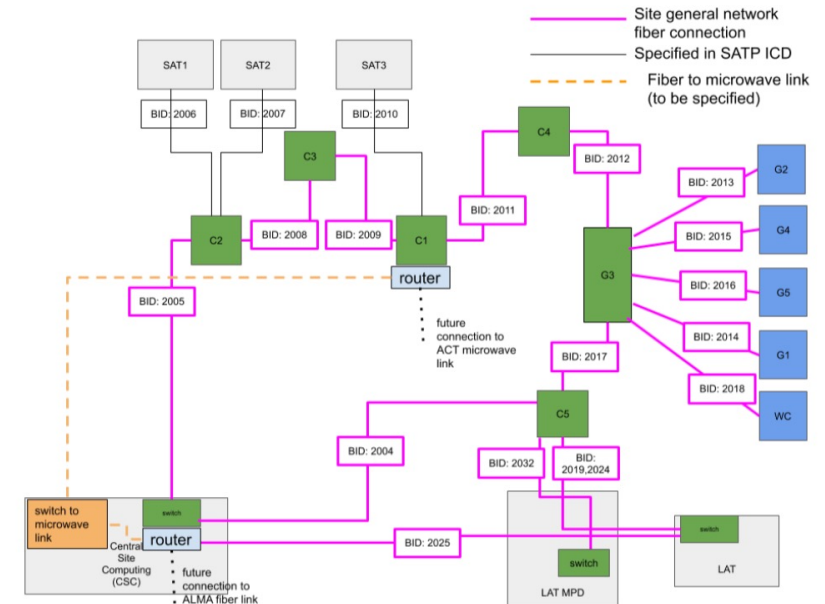 Site general network
fiber connection
Specified in SATP ICD
Fiber to microwave link
(to be specified)
SAT1
SAT2
SAT3
BID: 2006
BID: 2007
BID: 2010
C3
C4
BID: 2012
G2
BID: 2013
BID: 2011
C2
BID: 2008
BID: 2009
C1
BID: 2015
G4
router
G3
BID: 2016
G5
BID: 2005
future
connection to
ACT microwave
link
BID: 2014
G1
BID: 2017
BID: 2018
WC
C5
BID: 2004
BID: 2032
BID:
2019,2024
switch to
microwave
link
switch
router
Central
Site
Computing
(CSC)
BID: 2025
switch
LAT
switch
LAT MPD
future
connection to
ALMA fiber link